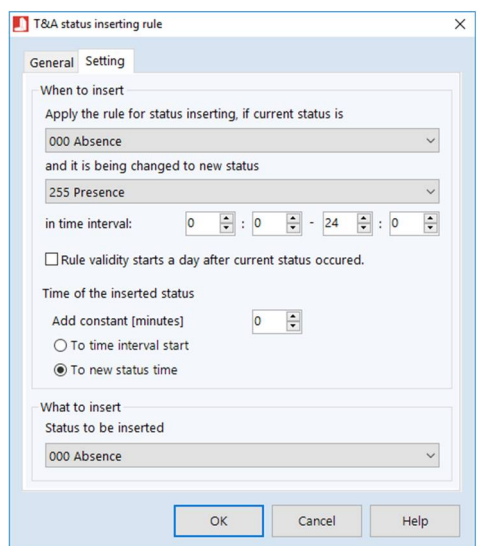 T&A status inserting rule
General Setting
When to insert
Apply the rule for status inserting, if current status is
000 Absence
and it is being changed to new status
255 Presence
in time interval: 0 : 0 - 24 : 0
Rule validity starts a day after current status occured.
Time of the inserted status
Add constant [minutes] 0
To time interval start
To new status time
What to insert
Status to be inserted
000 Absence
OK Cancel Help